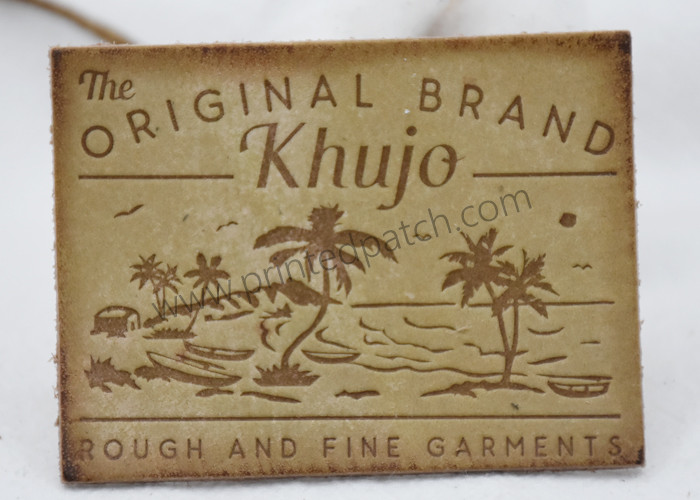 The
ORIGINAL BRAND
Khujo
www.printedpatch.com
ROUGH AND FINE GARMENTS